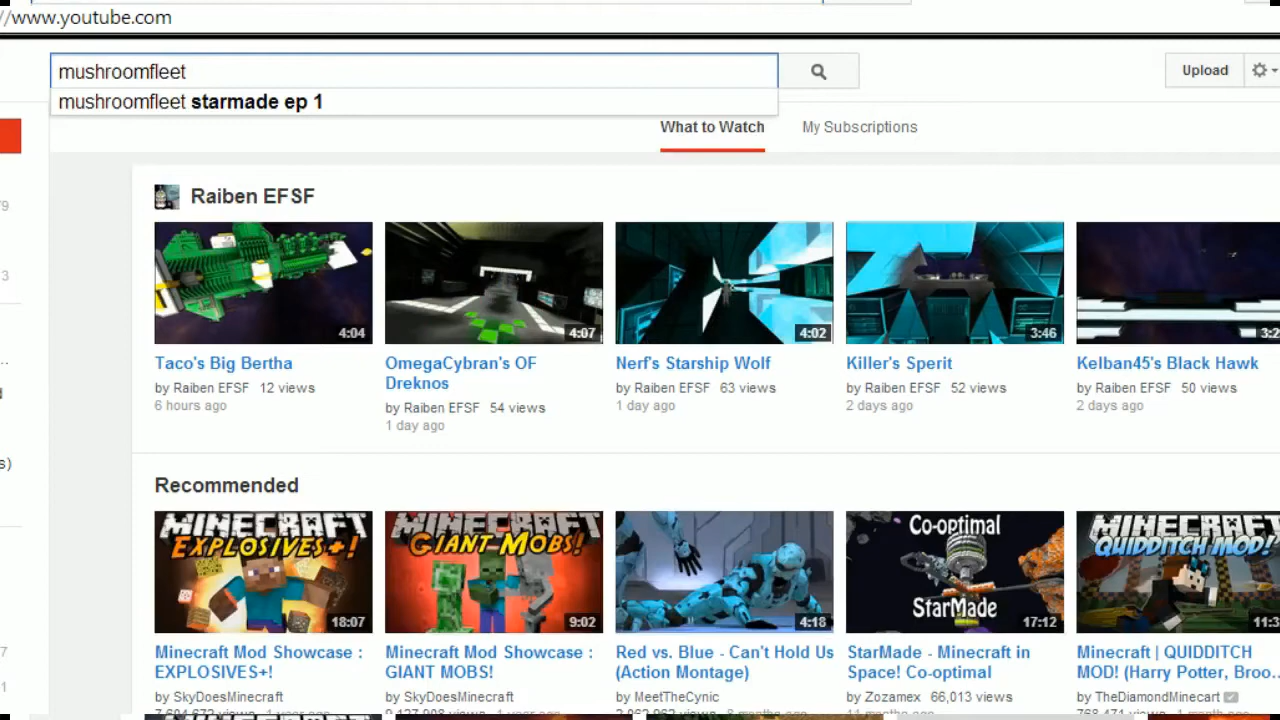 //www.youtube.com
mushroomfleet
Upload
mushroomfleet starmade ep 1
What to Watch My Subscriptions
Raiben EFSF
4:04 4:07 4:02 3:46
Taco's Big Bertha
by Raiben EFSF 12 views
6 hours ago
OmegaCybran's OF
Dreknos
by Raiben EFSF 54 views
1 day ago
Nerf's Starship Wolf
by Raiben EFSF 63 views
1 day ago
Killer's Sperit
by Raiben EFSF 52 views
2 days ago
Kelban45's Black Hawk
by Raiben EFSF 50 views
2 days ago
Recommended
MINECRAFT
EXPLOSIVES+!
18:07
Minecraft Mod Showcase :
EXPLOSIVES+!
by SkyDoesMinecraft
MINECRAFT
GIANT MOBS!
9:02
Minecraft Mod Showcase :
GIANT MOBS!
by SkyDoesMinecraft
4:18
Red vs. Blue - Can't Hold Us
(Action Montage)
by MeetTheCynic
Co-optimal
StarMade
17:12
StarMade - Minecraft in
Space! Co-optimal
by Zozamex 66,013 views
MINECRAFT
QUIDDITCH MOD!
Minecraft | QUIDDITCH
MOD! (Harry Potter, Broo...
by TheDiamondMinecart